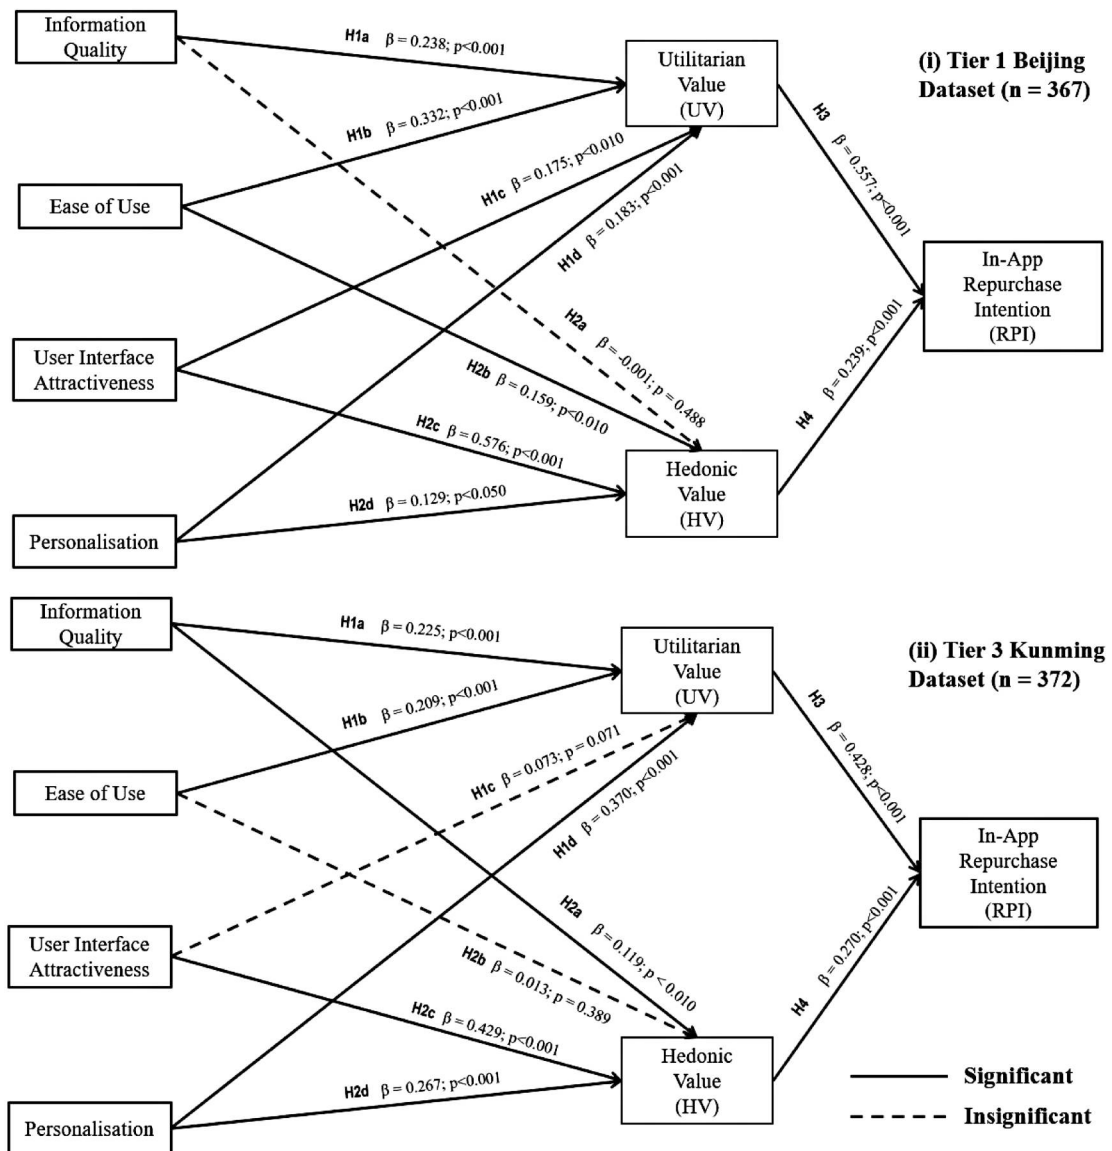 Information
Quality
H1a β = 0.238; p<0.001
Utilitarian
Value
(UV)
(i) Tier 1 Beijing
Dataset (n = 367)
H1b β = 0.332; p<0.001
H3 β = 0.557; p<0.001
Ease of Use
H1c β = 0.175; p<0.010
H1d β = 0.183; p<0.001
In-App
Repurchase
Intention
(RPI)
H2a β = -0.001; p = 0.488
User Interface
Attractiveness
H2b β = 0.159; p<0.010
H4 β = 0.239; p<0.001
H2c β = 0.576; p<0.001
Hedonic
Value
(HV)
H2d β = 0.129; p<0.050
Personalisation
Information
Quality
H1a β = 0.225; p<0.001
Utilitarian
Value
(UV)
(ii) Tier 3 Kunming
Dataset (n = 372)
H1b β = 0.209; p<0.001
H3 β = 0.428; p<0.001
Ease of Use
H1c β = 0.073; p = 0.071
H1d β = 0.370; p<0.001
In-App
Repurchase
Intention
(RPI)
H2a β = 0.119; p < 0.010
User Interface
Attractiveness
H2b β = 0.013; p = 0.389
H4 β = 0.270; p<0.001
H2c β = 0.429; p<0.001
Hedonic
Value
(HV)
H2d β = 0.267; p<0.001
Personalisation
Significant
Insignificant